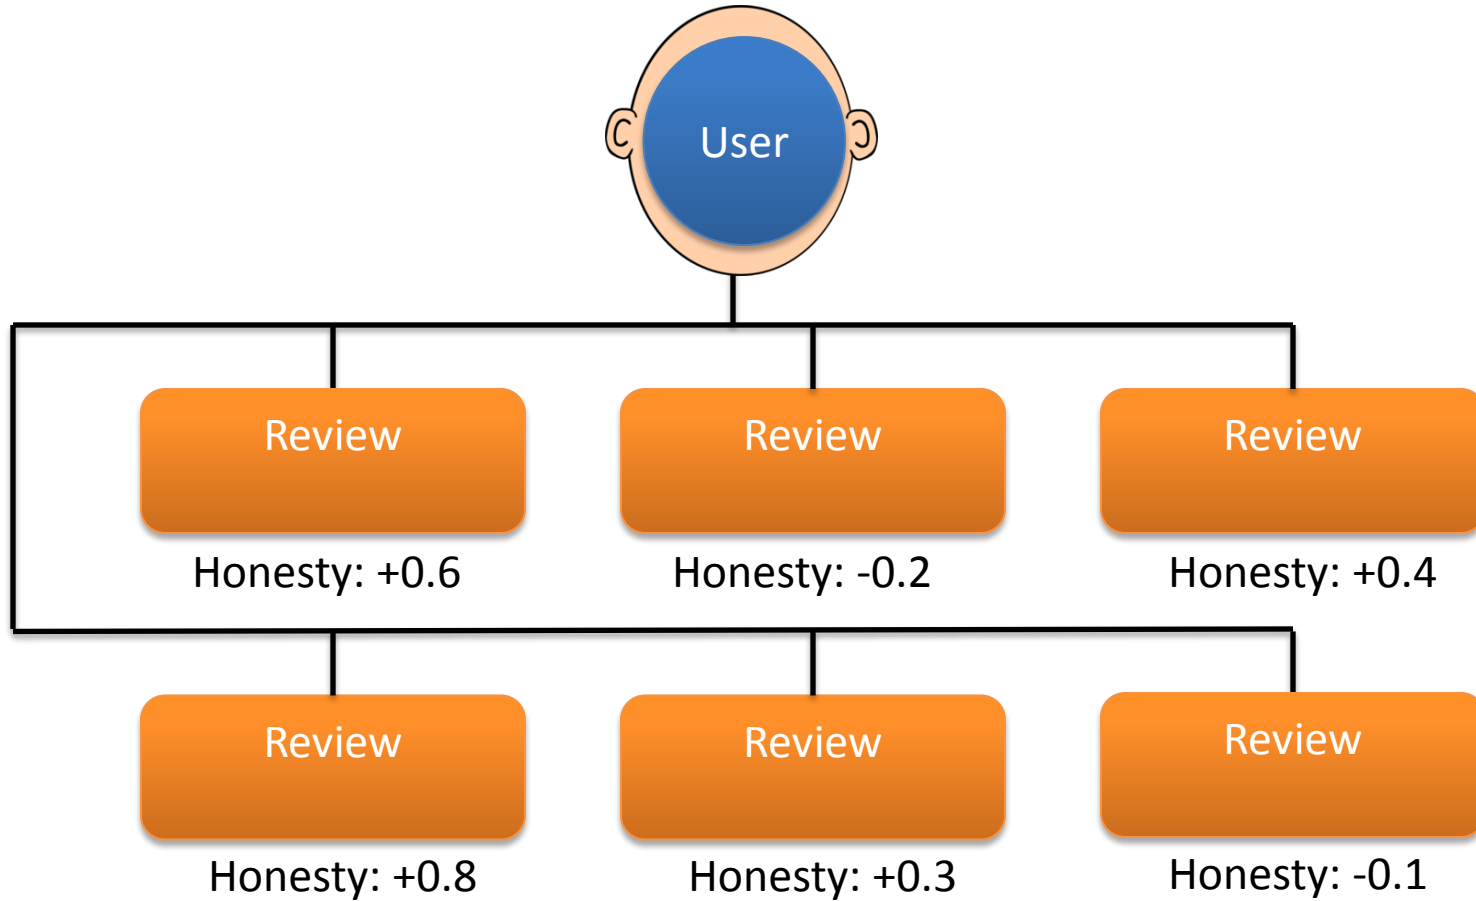 User
Review
Review
Review
Honesty: +0.6
Honesty: -0.2
Honesty: +0.4
Review
Review
Review
Honesty: +0.8
Honesty: +0.3
Honesty: -0.1